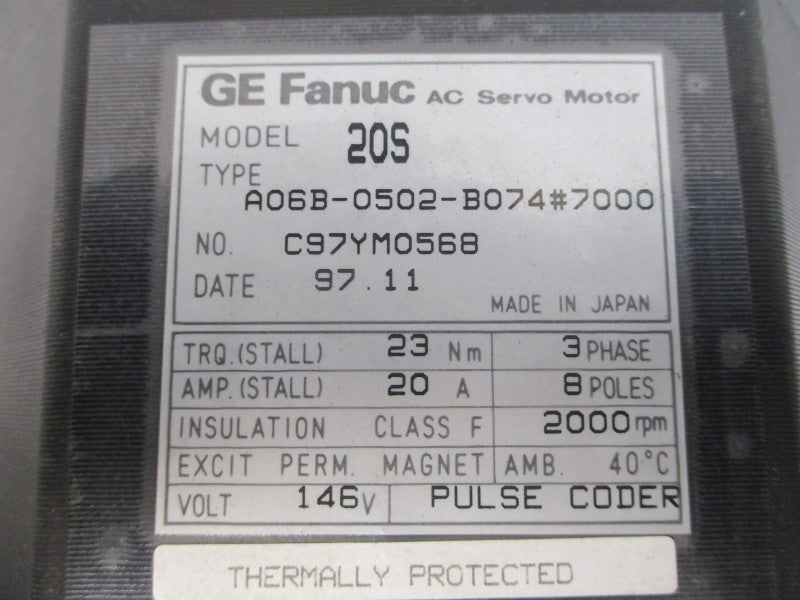 GE Fanuc AC Servo Motor
MODEL 20S
TYPE
A06B-0502-B074#7000
NO. C97YM0568
DATE 97.11
MADE IN JAPAN
TRQ.(STALL) 23 Nm 3 PHASE
AMP.(STALL) 20 A 8 POLES
INSULATION CLASS F 2000 rpm
EXCIT PERM. MAGNET AMB. 40°C
VOLT 146V PULSE CODER
THERMALLY PROTECTED